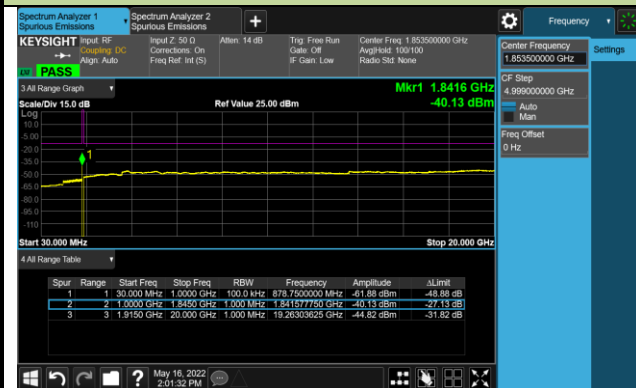 Spectrum Analyzer 1
Spurious Emissions
Spectrum Analyzer 2
Spurious Emissions
+
Frequency
KEYSIGHT
Input: RF
Coupling: DC
Align: Auto
Input Z: 50 Ω
Corrections: On
Freq Ref: Int (S)
Atten: 14 dB
Trig: Free Run
Gate: Off
IF Gain: Low
Center Freq: 1.853500000 GHz
Avg|Hold: 100/100
Radio Std: None
PASS
Center Frequency
1.853500000 GHz
Settings
CF Step
4.999000000 GHz
Auto
Man
Freq Offset
0 Hz
3 All Range Graph
Mkr1 1.8416 GHz
Scale/Div 15.0 dB
Ref Value 25.00 dBm
-40.13 dBm
Log
10.0
-5.00
-20.0
-35.0
-50.0
-65.0
-80.0
-95.0
-110
1
Start 30.000 MHz
Stop 20.000 GHz
4 All Range Table
Spur Range Start Freq Stop Freq RBW Frequency Amplitude ΔLimit
1 1 30.000 MHz 1.0000 GHz 100.0 kHz 878.7500000 MHz -61.88 dBm -48.88 dB
2 2 1.0000 GHz 1.8450 GHz 1.000 MHz 1.841577750 GHz -40.13 dBm -27.13 dB
3 3 1.9150 GHz 20.000 GHz 1.000 MHz 19.26303625 GHz -44.82 dBm -31.82 dB
?
May 16, 2022
2:01:32 PM